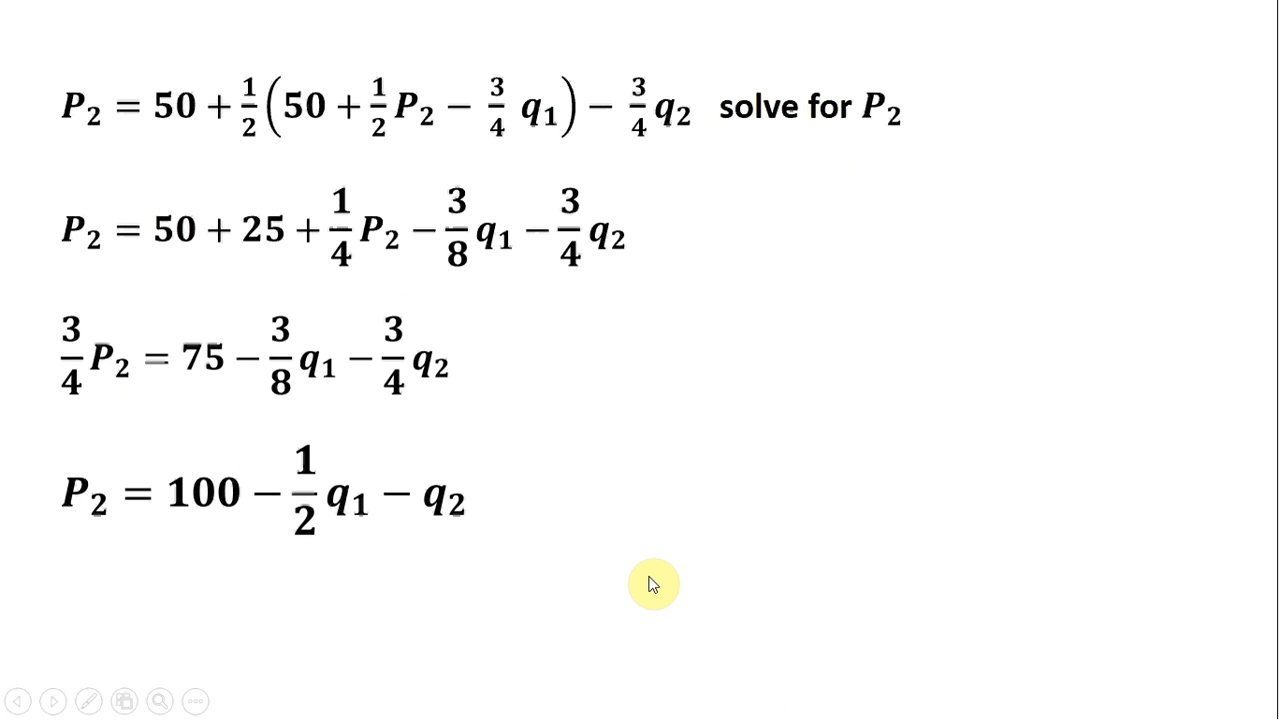 P₂ = 50 + ½(50 + ½P₂ − ¾ q₁) − ¾q₂ solve for P₂
P₂ = 50 + 25 + ¼P₂ − ⅜q₁ − ¾q₂
¾P₂ = 75 − ⅜q₁ − ¾q₂
P₂ = 100 − ½q₁ − q₂